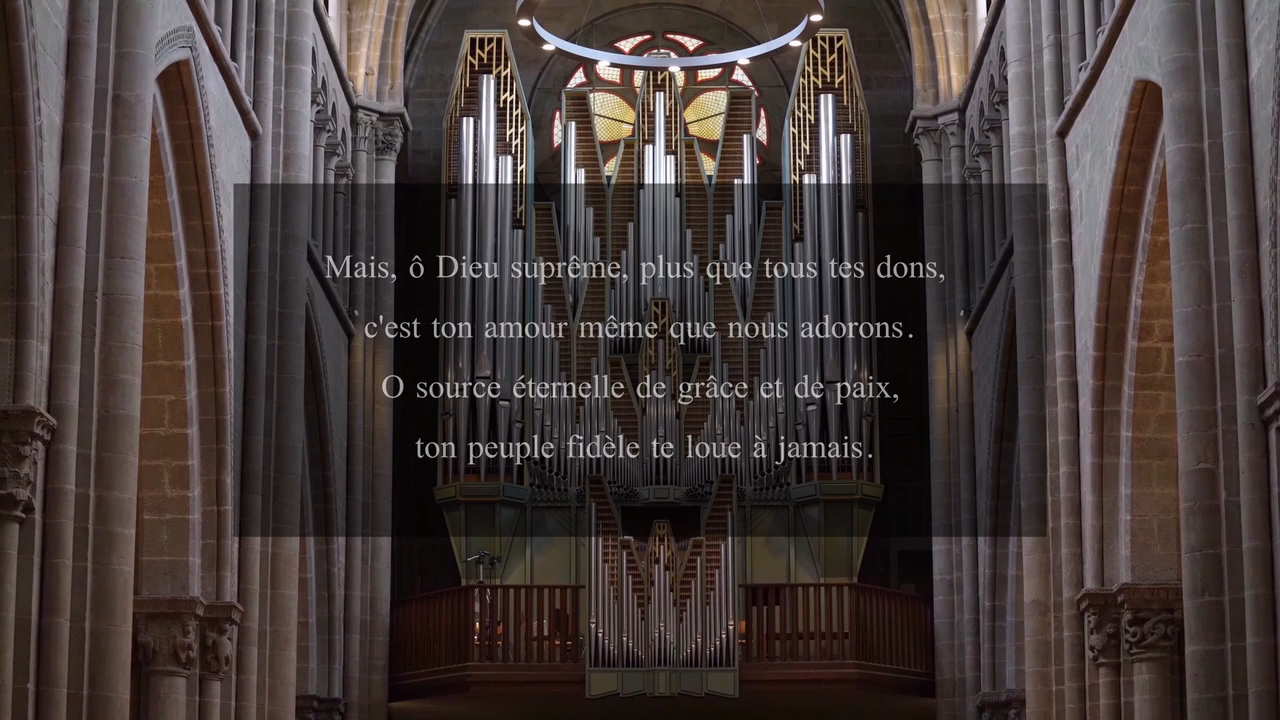 Mais, ô Dieu suprême, plus que tous tes dons,
c'est ton amour même que nous adorons.
O source éternelle de grâce et de paix,
ton peuple fidèle te loue à jamais.